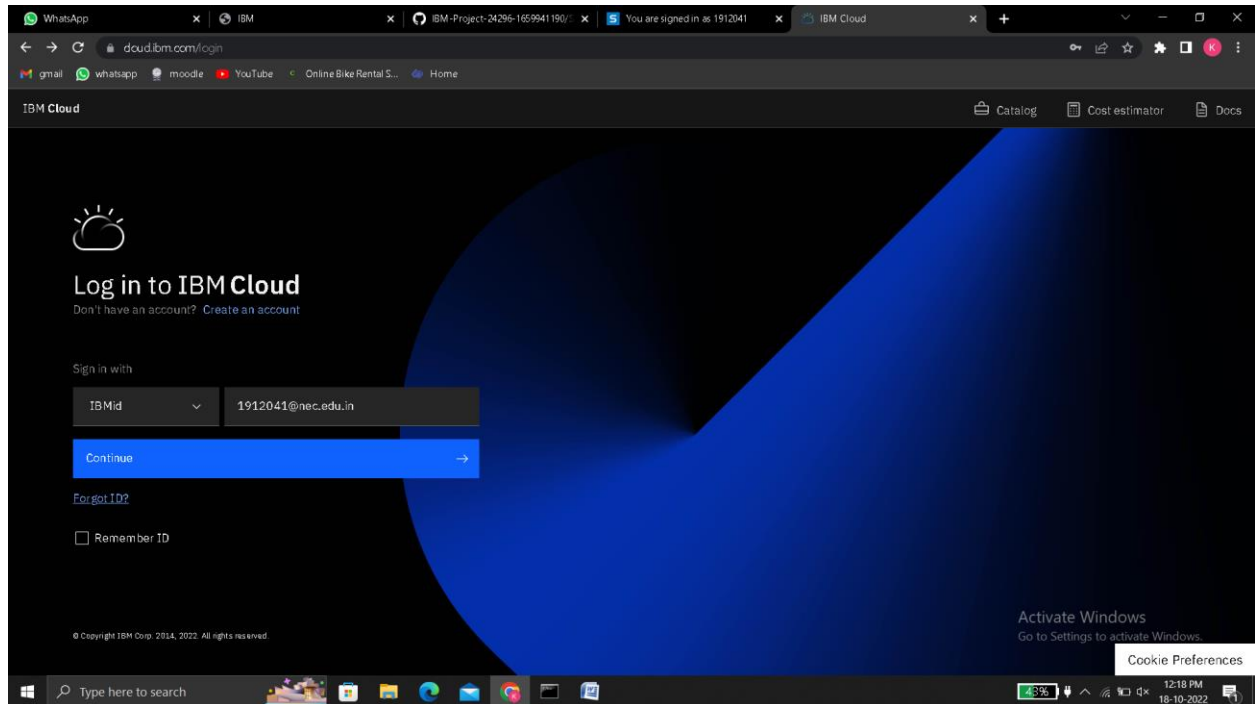 WhatsApp
IBM
IBM-Project-24296-1659941190/
You are signed in as 1912041
IBM Cloud
cloud.ibm.com/login
gmail
whatsapp
moodle
YouTube
Online Bike Rental S...
Home
IBM Cloud
Catalog
Cost estimator
Docs
Log in to IBM Cloud
Don't have an account? Create an account
Sign in with
IBMid
1912041@nec.edu.in
Continue
Forgot ID?
Remember ID
© Copyright IBM Corp. 2014, 2022. All rights reserved.
Activate Windows
Go to Settings to activate Windows.
Cookie Preferences
Type here to search
43%
12:18 PM
18-10-2022